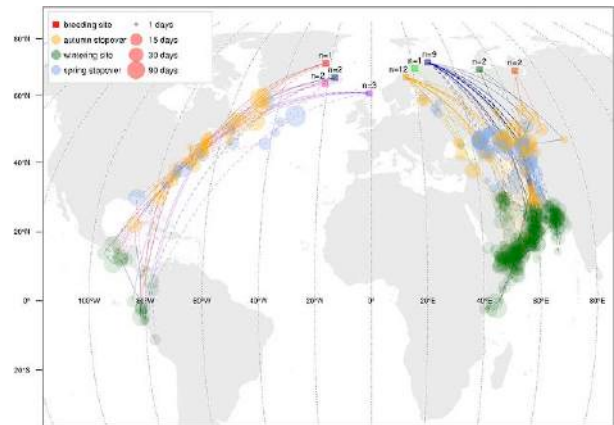 breeding site 1 days
autumn stopover 15 days
wintering site 30 days
spring stopover 90 days
80°N
60°N
40°N
20°N
0°
20°S
100°W 80°W 60°W 40°W 20°W 0° 20°E 40°E 60°E 80°E
n=1
n=2
n=2
n=3
n=12
n=1
n=9
n=2
n=2